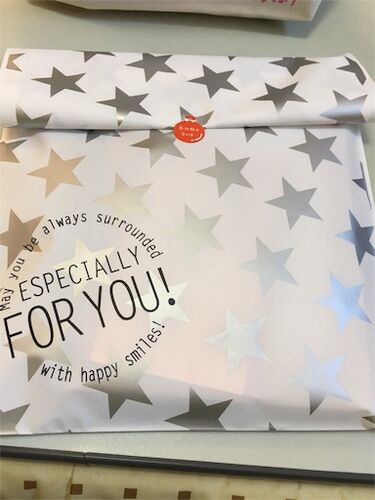 May you be always surrounded
ESPECIALLY
FOR YOU!
with happy smiles!